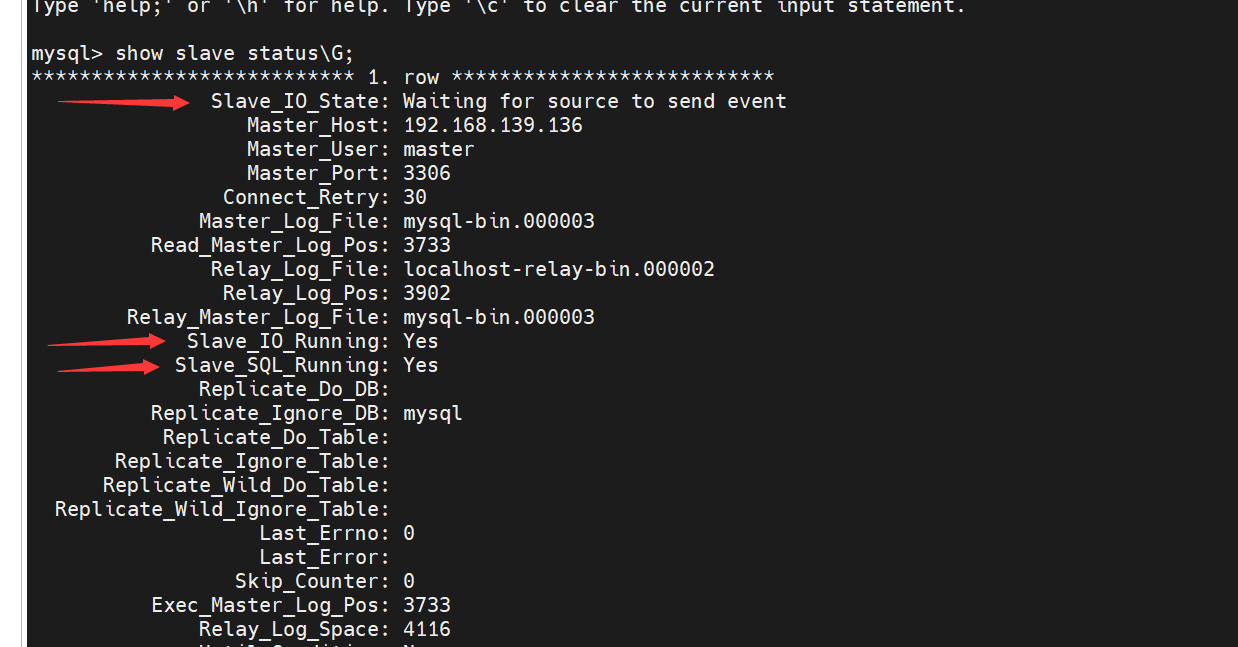 Type 'help;' or '\h' for help. Type '\c' to clear the current input statement.
mysql> show slave status\G;
*************************** 1. row ***************************
Slave_IO_State: Waiting for source to send event
Master_Host: 192.168.139.136
Master_User: master
Master_Port: 3306
Connect_Retry: 30
Master_Log_File: mysql-bin.000003
Read_Master_Log_Pos: 3733
Relay_Log_File: localhost-relay-bin.000002
Relay_Log_Pos: 3902
Relay_Master_Log_File: mysql-bin.000003
Slave_IO_Running: Yes
Slave_SQL_Running: Yes
Replicate_Do_DB:
Replicate_Ignore_DB: mysql
Replicate_Do_Table:
Replicate_Ignore_Table:
Replicate_Wild_Do_Table:
Replicate_Wild_Ignore_Table:
Last_Errno: 0
Last_Error:
Skip_Counter: 0
Exec_Master_Log_Pos: 3733
Relay_Log_Space: 4116